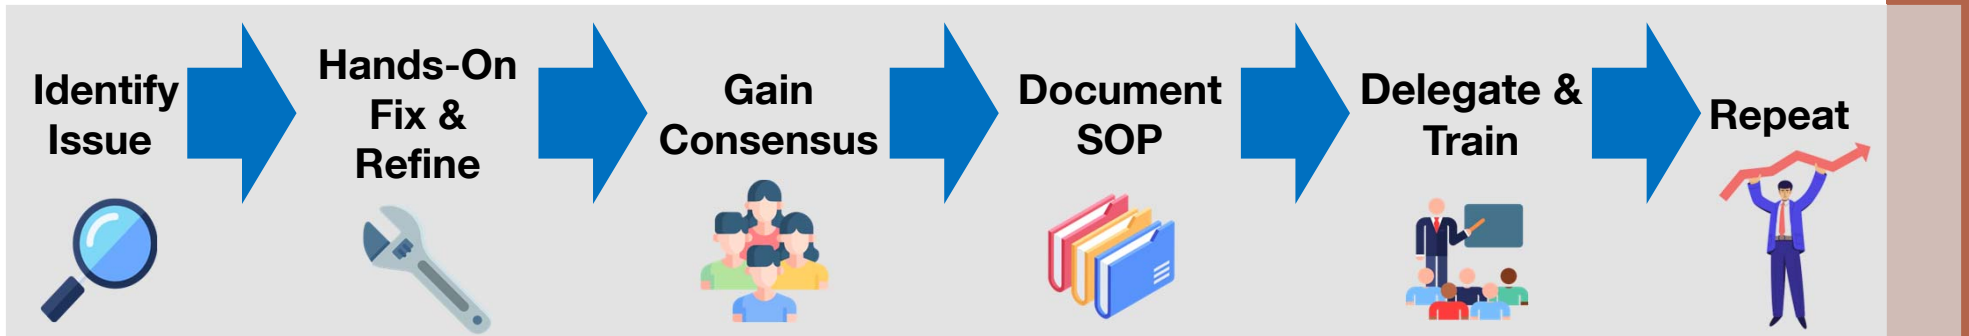 Identify
Issue
Hands-On
Fix &
Refine
Gain
Consensus
Document
SOP
Delegate &
Train
Repeat